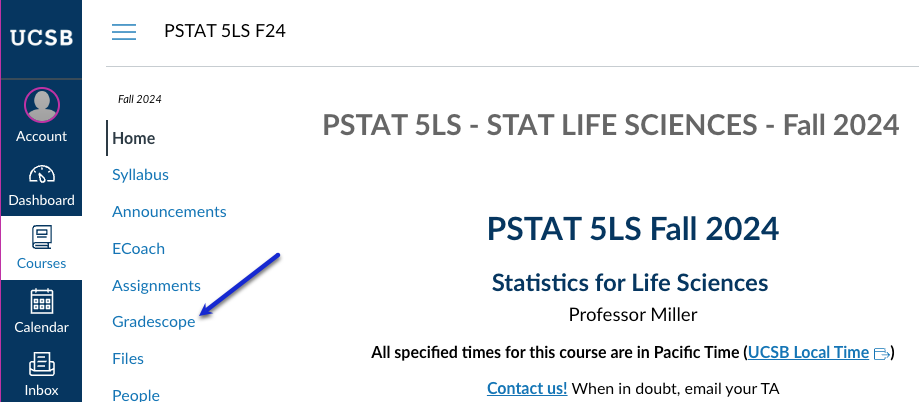 UCSB
Account
Dashboard
Courses
Calendar
Inbox
PSTAT 5LS F24
Fall 2024
Home
Syllabus
Announcements
ECoach
Assignments
Gradescope
Files
People
PSTAT 5LS - STAT LIFE SCIENCES - Fall 2024
PSTAT 5LS Fall 2024
Statistics for Life Sciences
Professor Miller
All specified times for this course are in Pacific Time (UCSB Local Time)
Contact us! When in doubt, email your TA